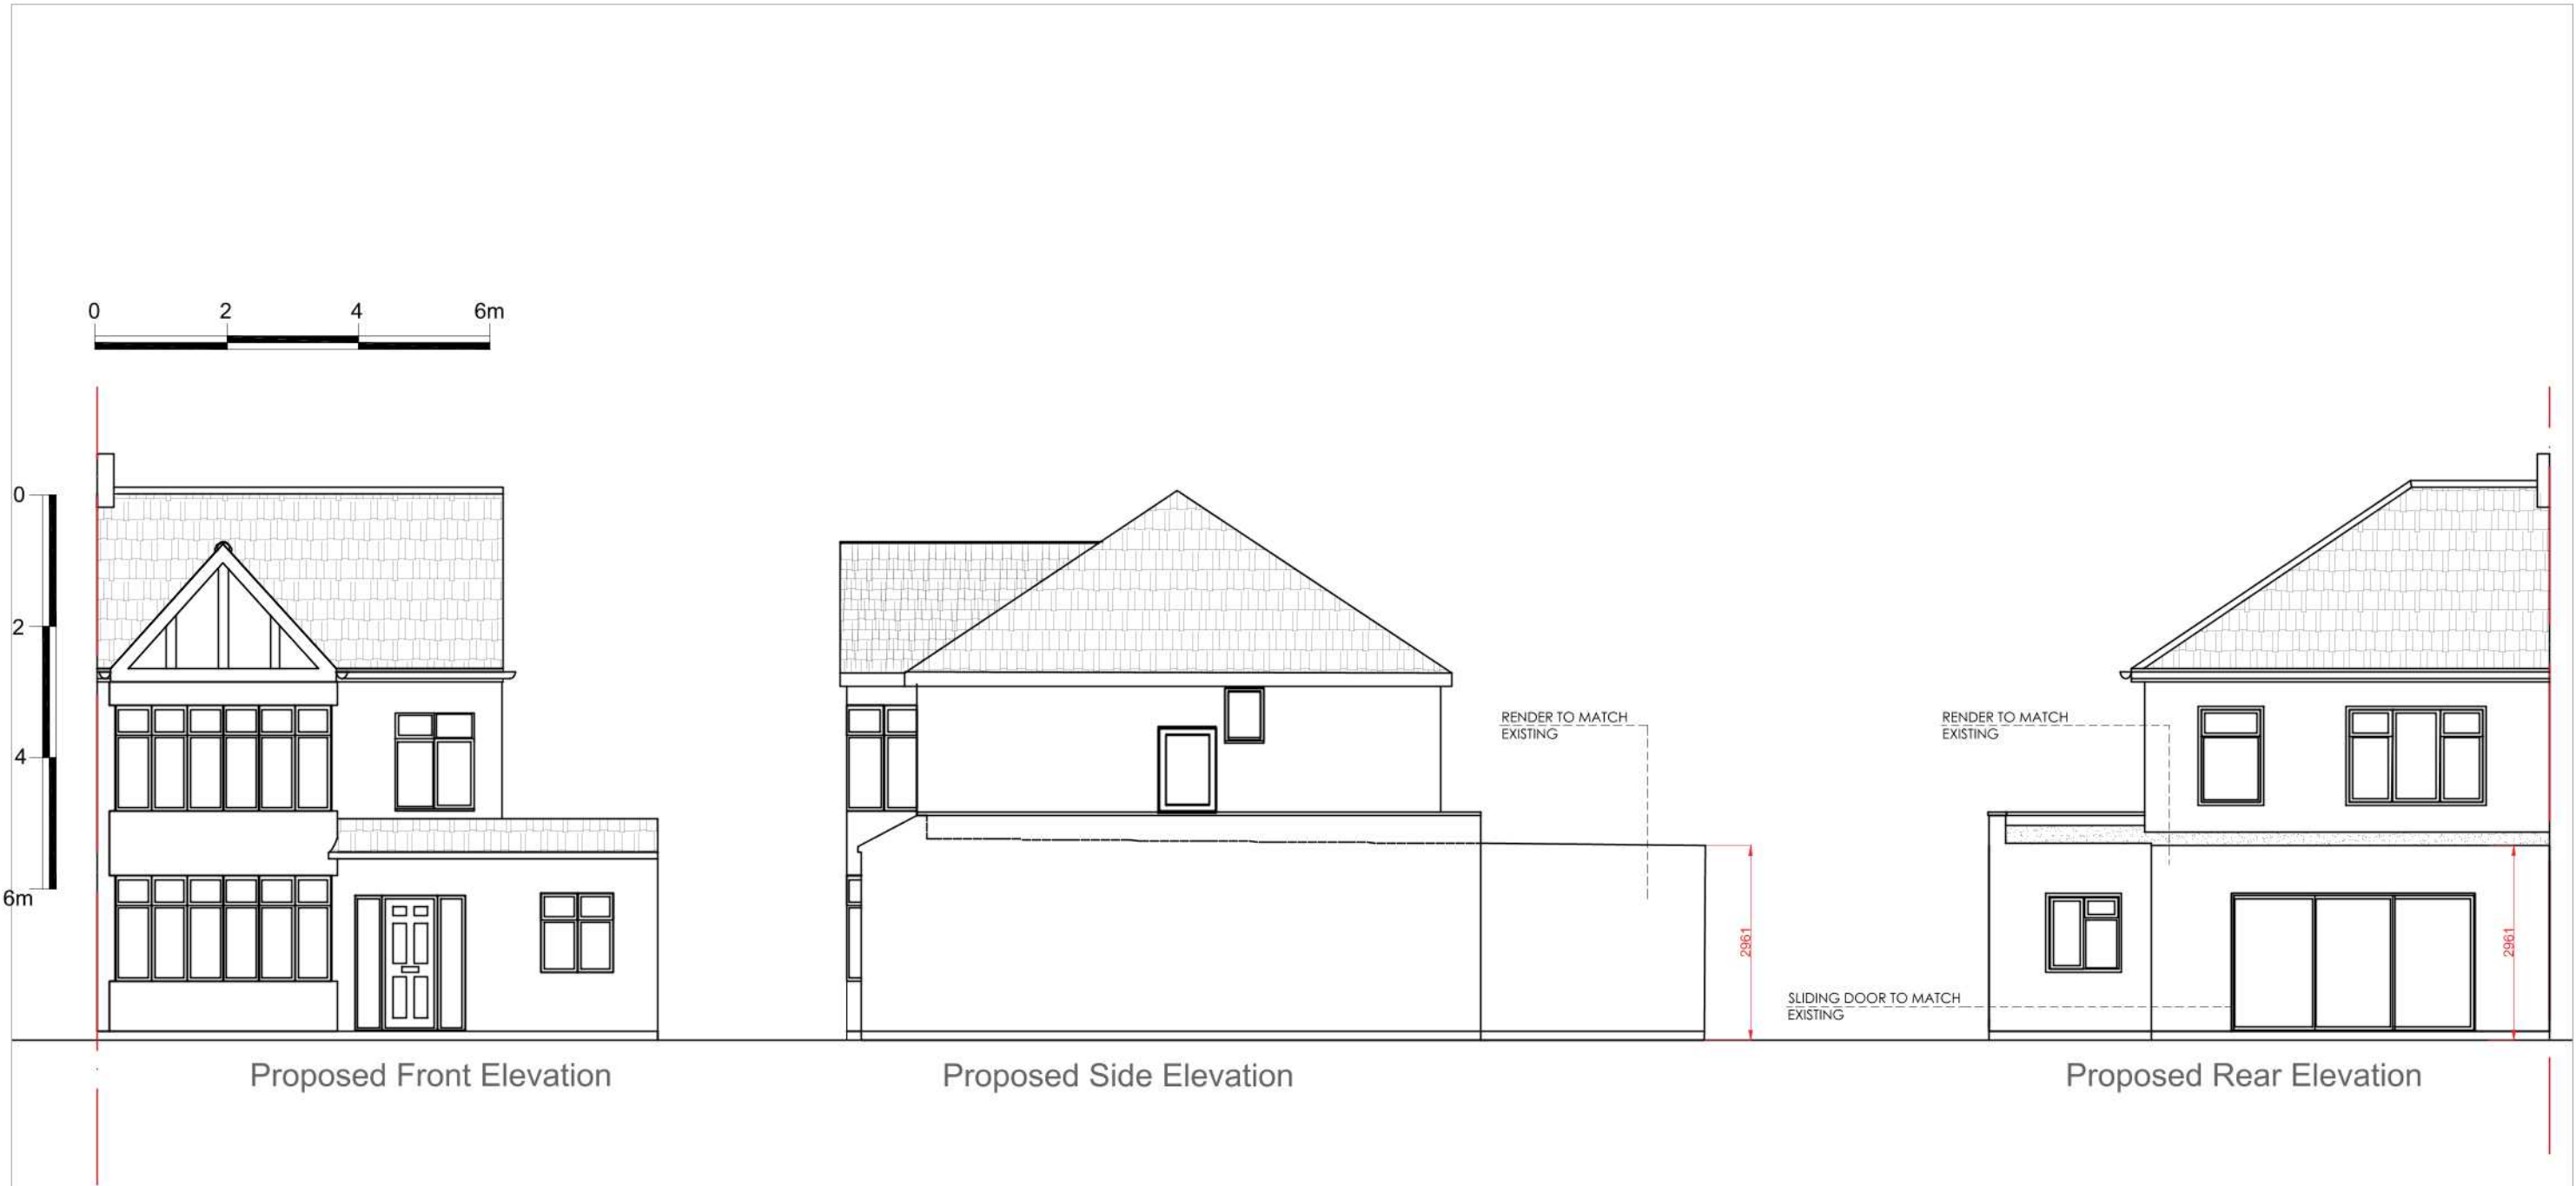 0 2 4 6m
0
2
4
6m
RENDER TO MATCH
EXISTING
2961
RENDER TO MATCH
EXISTING
SLIDING DOOR TO MATCH
EXISTING
2961
Proposed Front Elevation
Proposed Side Elevation
Proposed Rear Elevation